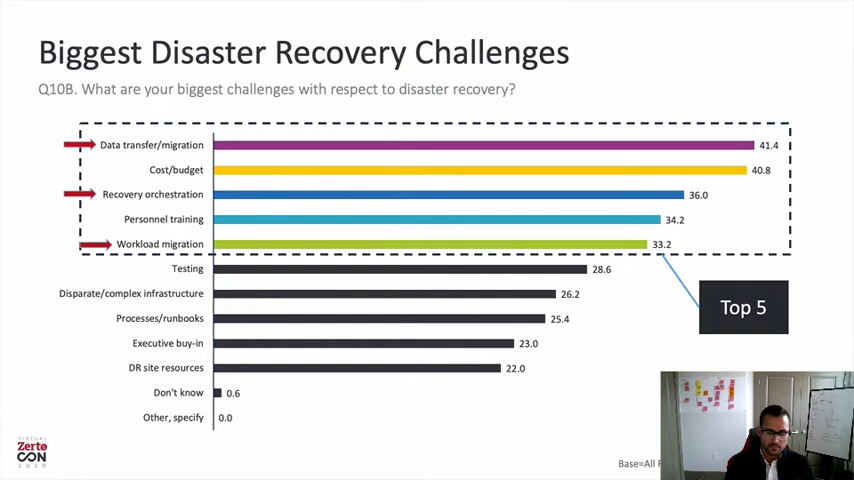 Biggest Disaster Recovery Challenges
Q10B. What are your biggest challenges with respect to disaster recovery?
Data transfer/migration 41.4
Cost/budget 40.8
Recovery orchestration 36.0
Personnel training 34.2
Workload migration 33.2
Testing 28.6
Disparate/complex infrastructure 26.2
Processes/runbooks 25.4
Executive buy-in 23.0
DR site resources 22.0
Don't know 0.6
Other, specify 0.0
Top 5
VIRTUAL
Zerto
CON
2020
Base=All